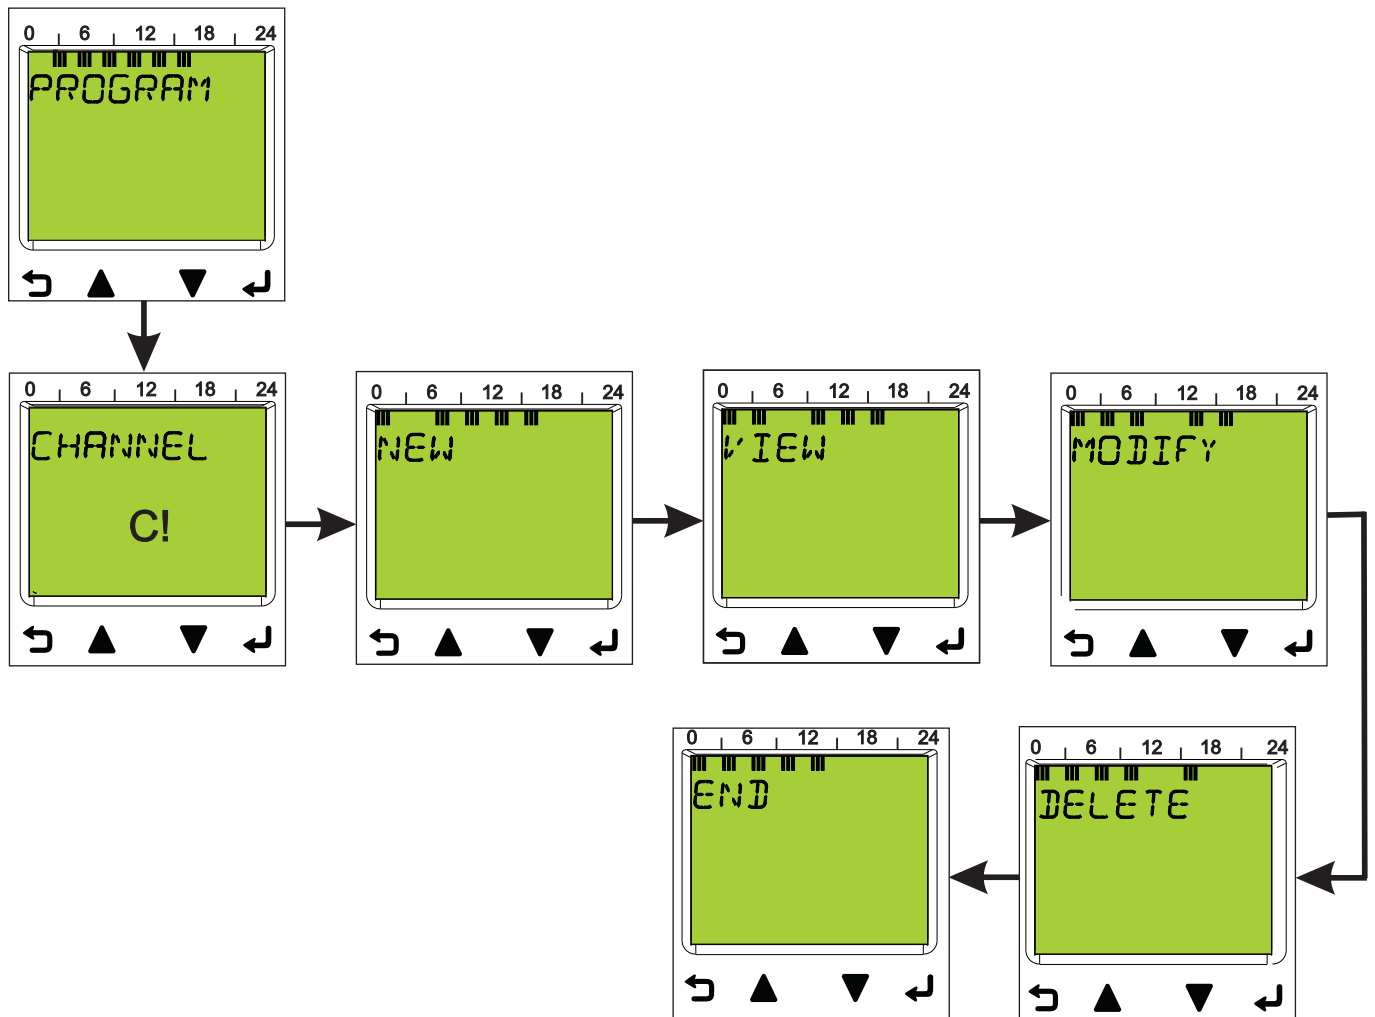 0 6 12 18 24
PROGRAM
0 6 12 18 24
CHANNEL
C!
0 6 12 18 24
NEW
0 6 12 18 24
VIEW
0 6 12 18 24
MODIFY
0 6 12 18 24
END
0 6 12 18 24
DELETE